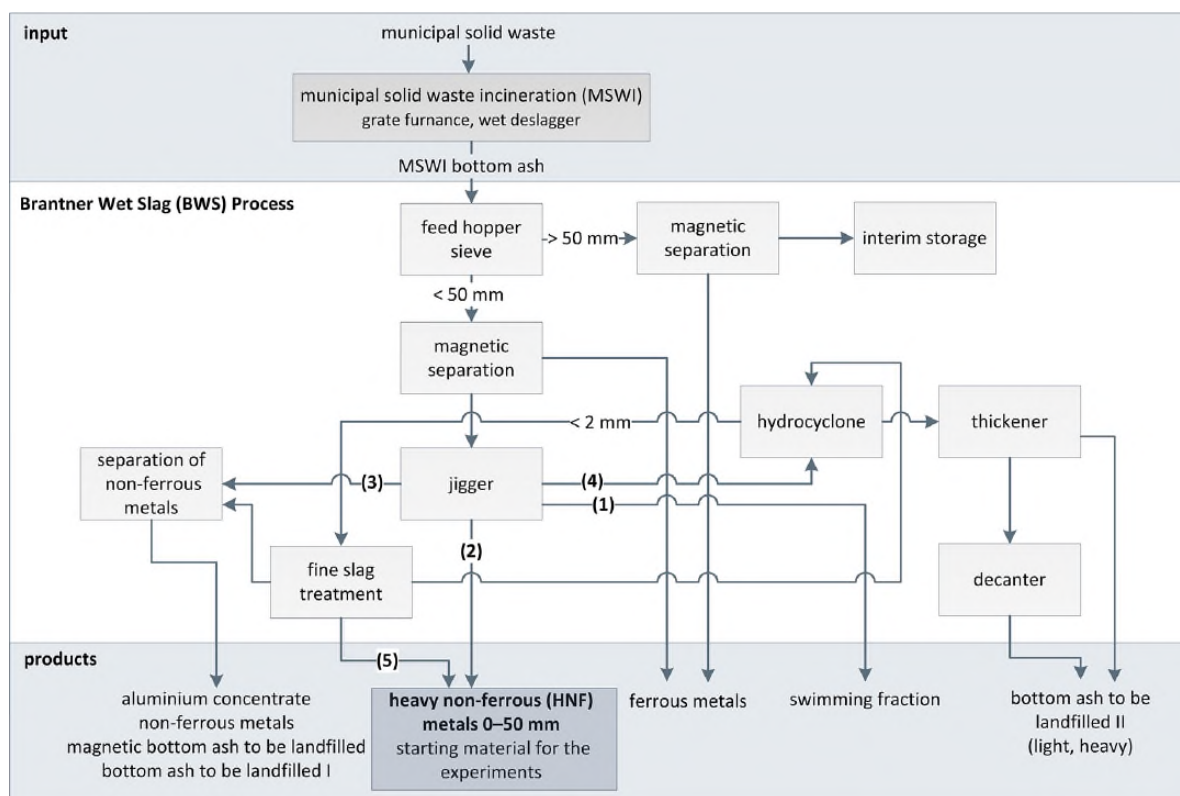 input
municipal solid waste
municipal solid waste incineration (MSWI)
grate furnance, wet deslagger
MSWI bottom ash
Brantner Wet Slag (BWS) Process
feed hopper
sieve
> 50 mm
magnetic
separation
interim storage
< 50 mm
magnetic
separation
< 2 mm
hydrocyclone
thickener
separation of
non-ferrous
metals
(3)
jigger
(4)
(1)
(2)
fine slag
treatment
decanter
products
(5)
aluminium concentrate
non-ferrous metals
magnetic bottom ash to be landfilled
bottom ash to be landfilled I
heavy non-ferrous (HNF)
metals 0–50 mm
starting material for the
experiments
ferrous metals
swimming fraction
bottom ash to be
landfilled II
(light, heavy)